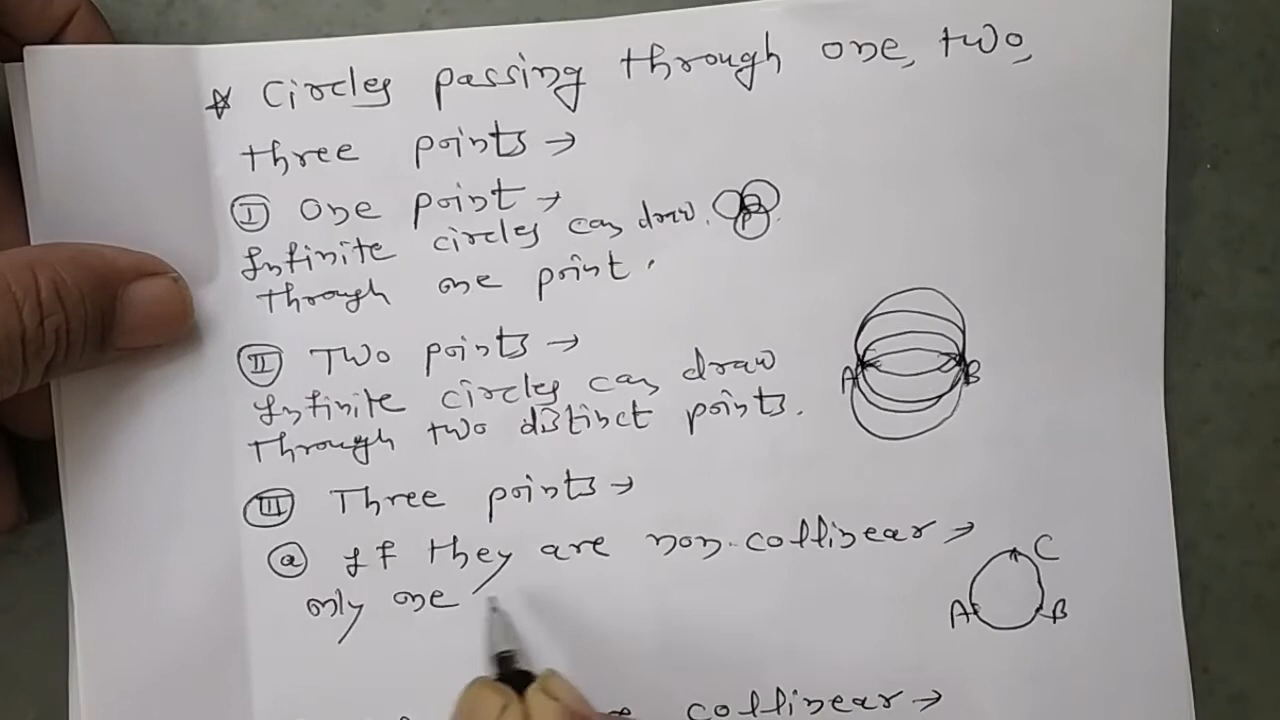 ☆ Circles passing through one, two,
three points →
I One point →
Infinite circles can draw.
through one point.
P
II Two points →
Infinite circles can draw
through two distinct points.
A B
III Three points →
a If they are non-collinear →
only one
C
A B
collinear →